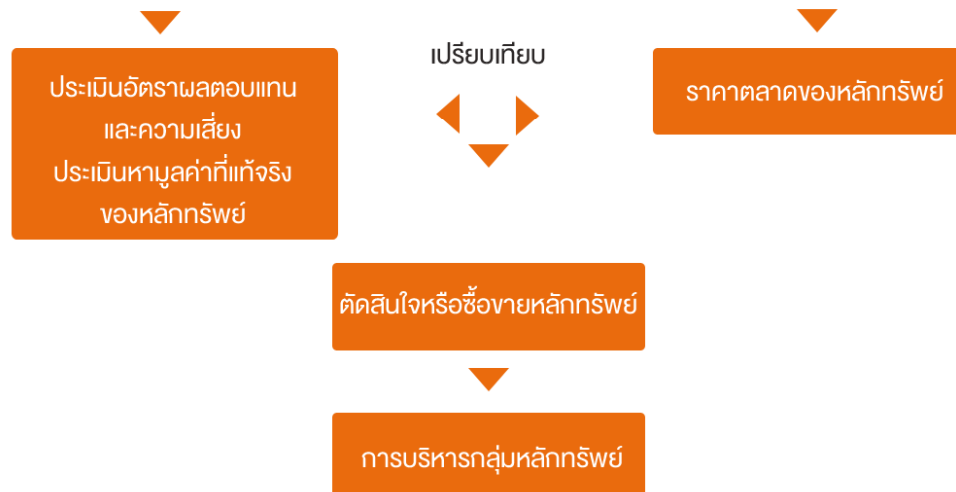 เปรียบเทียบ
ประเมินอัตราผลตอบแทน
และความเสี่ยง
ประเมินหามูลค่าที่แท้จริง
ของหลักทรัพย์
ราคาตลาดของหลักทรัพย์
ตัดสินใจหรือซื้อขายหลักทรัพย์
การบริหารกลุ่มหลักทรัพย์